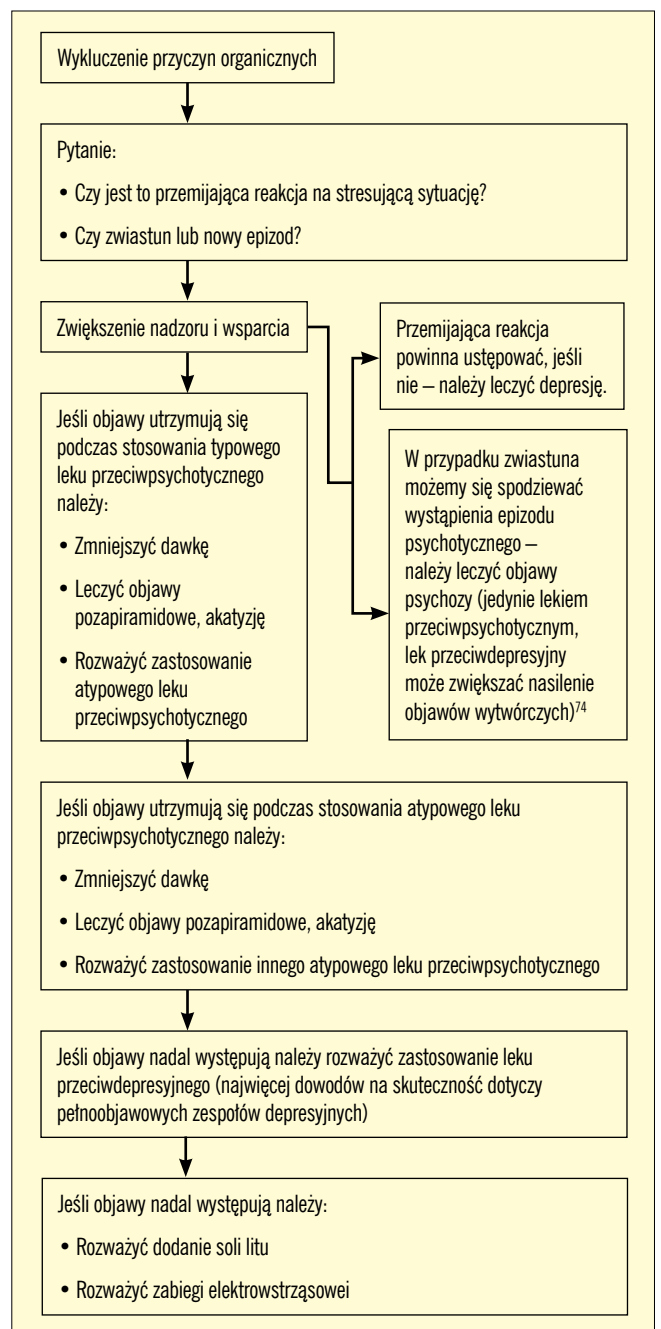 Wykluczenie przyczyn organicznych
Pytanie:
• Czy jest to przemijająca reakcja na stresującą sytuację?
• Czy zwiastun lub nowy epizod?
Zwiększenie nadzoru i wsparcia
Przemijająca reakcja
powinna ustępować, jeśli
nie – należy leczyć depresję.
Jeśli objawy utrzymują się
podczas stosowania typowego
leku przeciwpsychotycznego
należy:
• Zmniejszyć dawkę
• Leczyć objawy
pozapiramidowe, akatyzję
• Rozważyć zastosowanie
atypowego leku
przeciwpsychotycznego
W przypadku zwiastuna
możemy się spodziewać
wystąpienia epizodu
psychotycznego –
należy leczyć objawy
psychozy (jedynie lekiem
przeciwpsychotycznym,
lek przeciwdepresyjny
może zwiększać nasilenie
objawów wytwórczych)74
Jeśli objawy utrzymują się podczas stosowania atypowego leku
przeciwpsychotycznego należy:
• Zmniejszyć dawkę
• Leczyć objawy pozapiramidowe, akatyzję
• Rozważyć zastosowanie innego atypowego leku przeciwpsychotycznego
Jeśli objawy nadal występują należy rozważyć zastosowanie leku
przeciwdepresyjnego (najwięcej dowodów na skuteczność dotyczy
pełnoobjawowych zespołów depresyjnych)
Jeśli objawy nadal występują należy:
• Rozważyć dodanie soli litu
• Rozważyć zabiegi elektrowstrząsowei